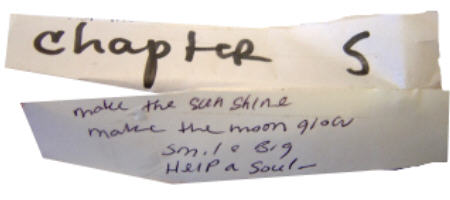 chapter 5
make the sun shine
make the moon glow
smile Big
Help a Soul